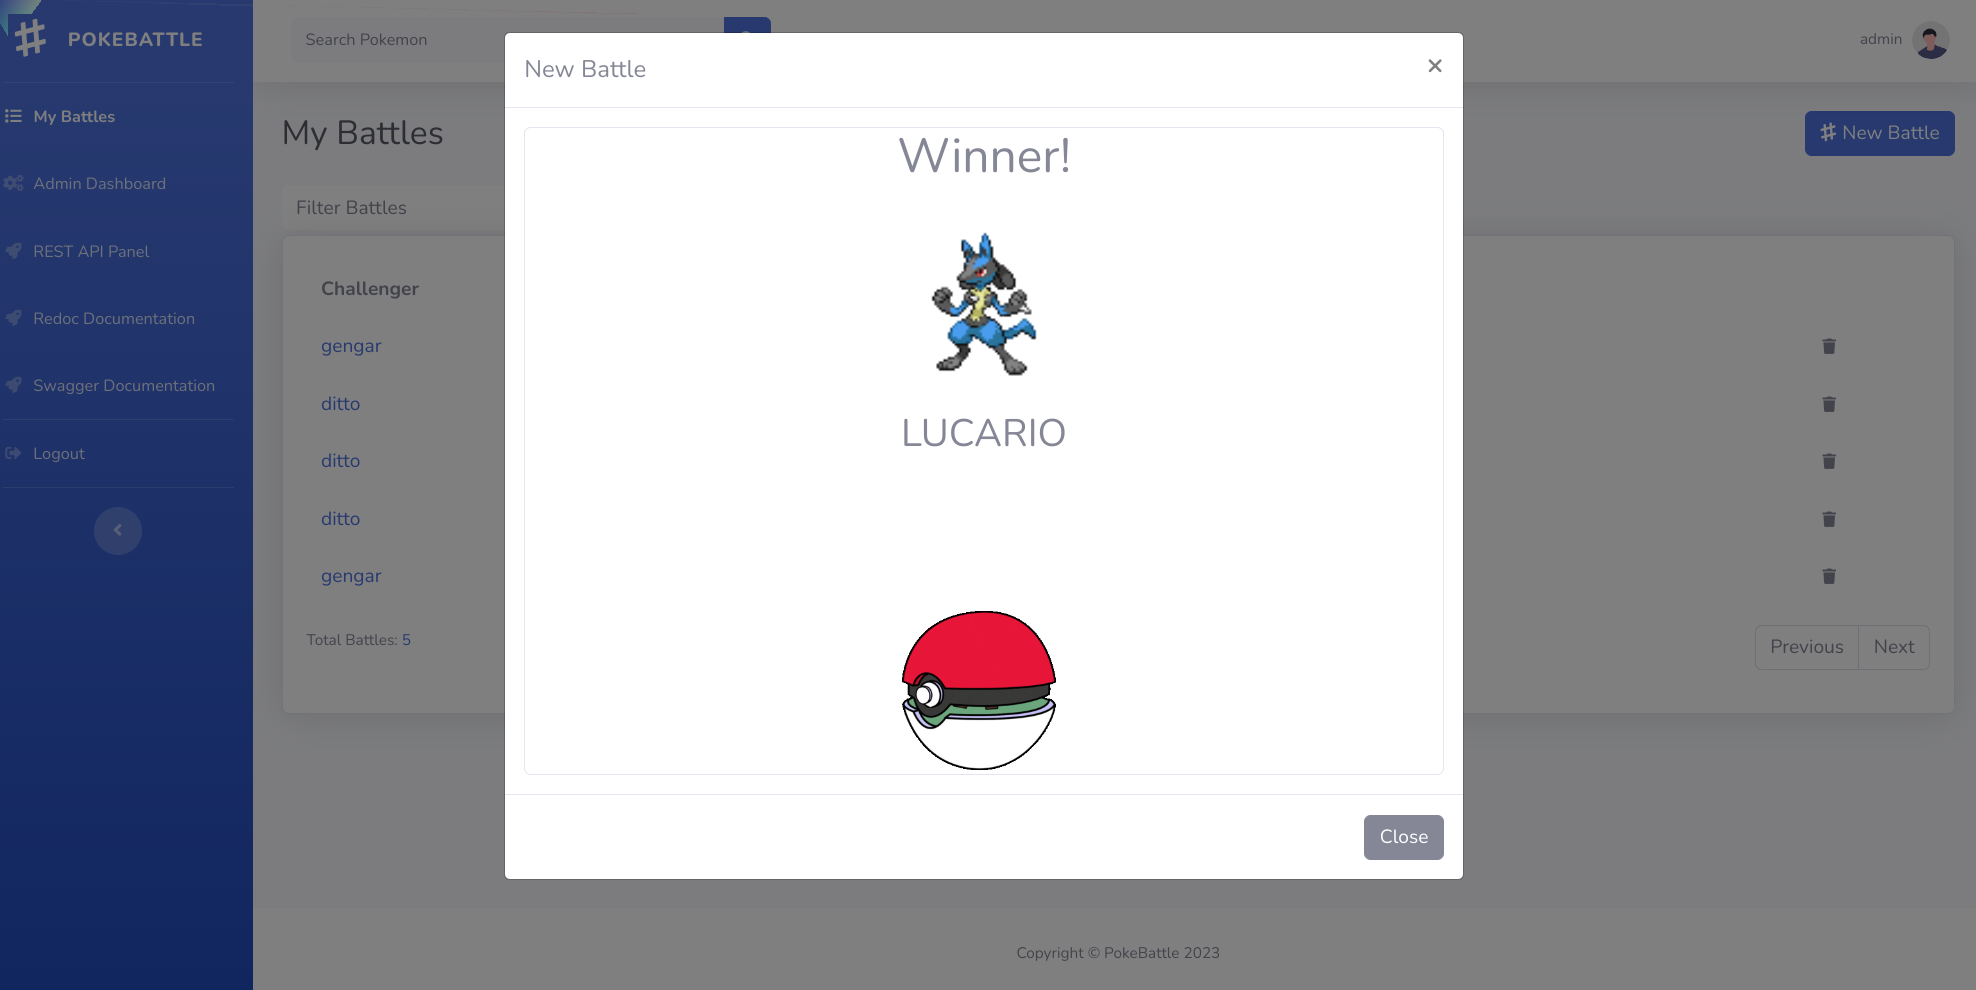 POKEBATTLE
My Battles
Admin Dashboard
REST API Panel
Redoc Documentation
Swagger Documentation
Logout
Search Pokemon
admin
My Battles
New Battle
Filter Battles
Challenger
gengar
ditto
ditto
ditto
gengar
Total Battles: 5
Previous
Next
New Battle
×
Winner!
LUCARIO
Close
Copyright © PokeBattle 2023